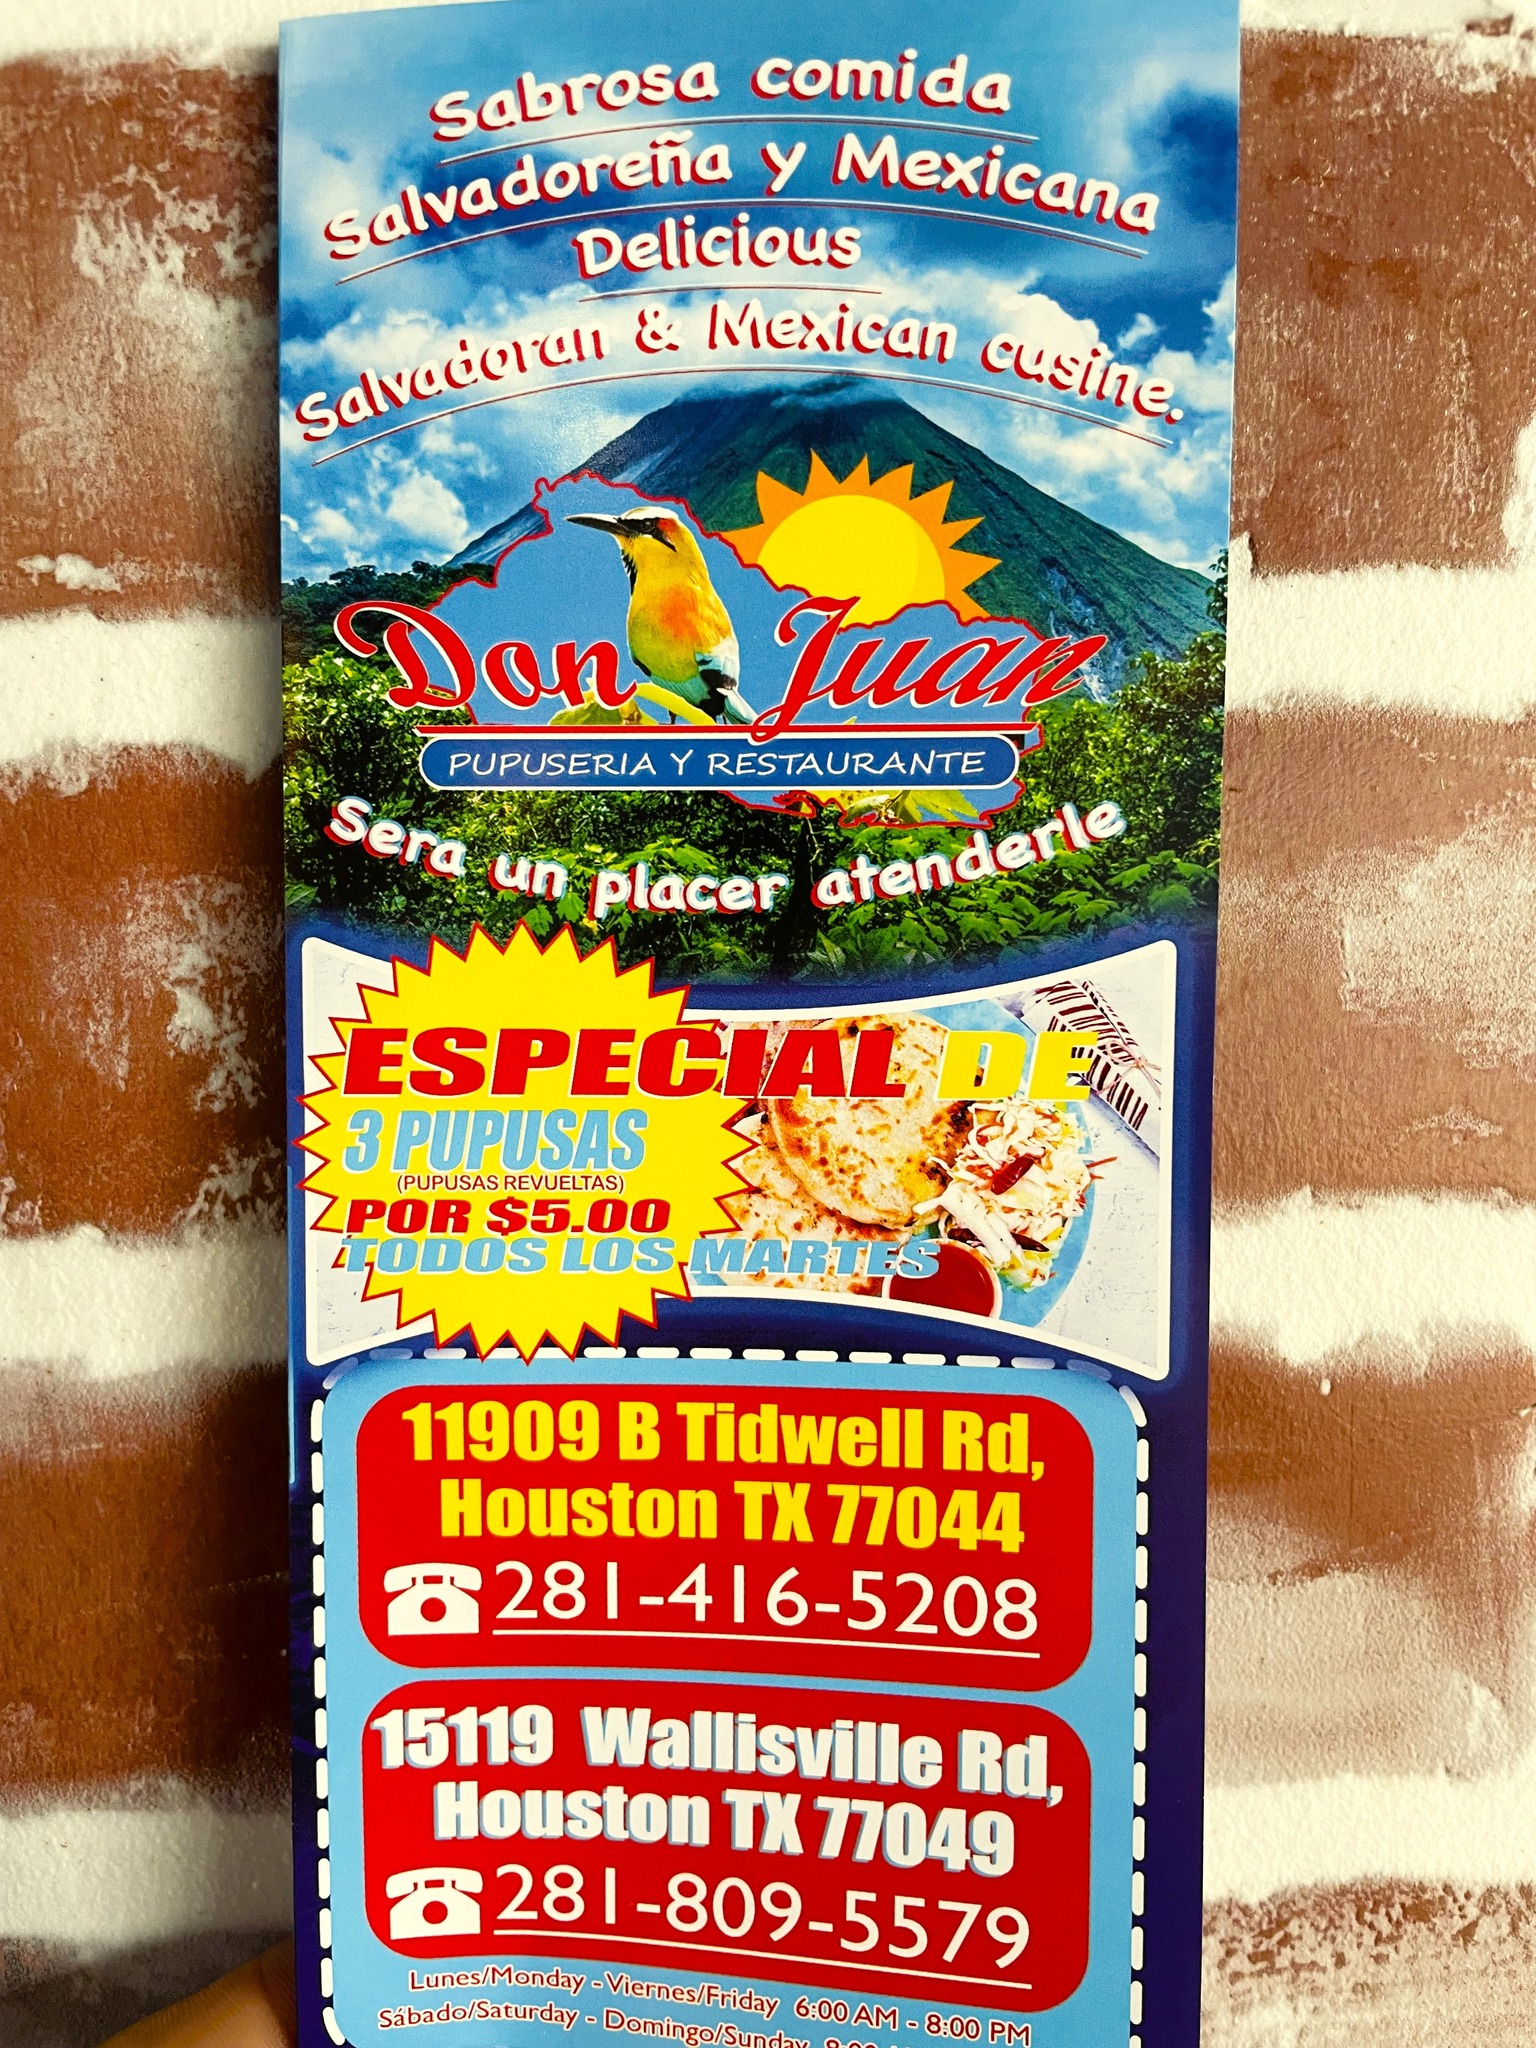 Sabrosa comida
Salvadoreña y Mexicana
Delicious
Salvadoran & Mexican cusine.
Don Juan
PUPUSERIA Y RESTAURANTE
Sera un placer atenderle
ESPECIAL DE
3 PUPUSAS
(PUPUSAS REVUELTAS)
POR $5.00
TODOS LOS MARTES
11909 B Tidwell Rd,
Houston TX 77044
281-416-5208
15119 Wallisville Rd,
Houston TX 77049
281-809-5579
Lunes/Monday - Viernes/Friday 6:00 AM - 8:00 PM
Sábado/Saturday - Domingo/Sunday